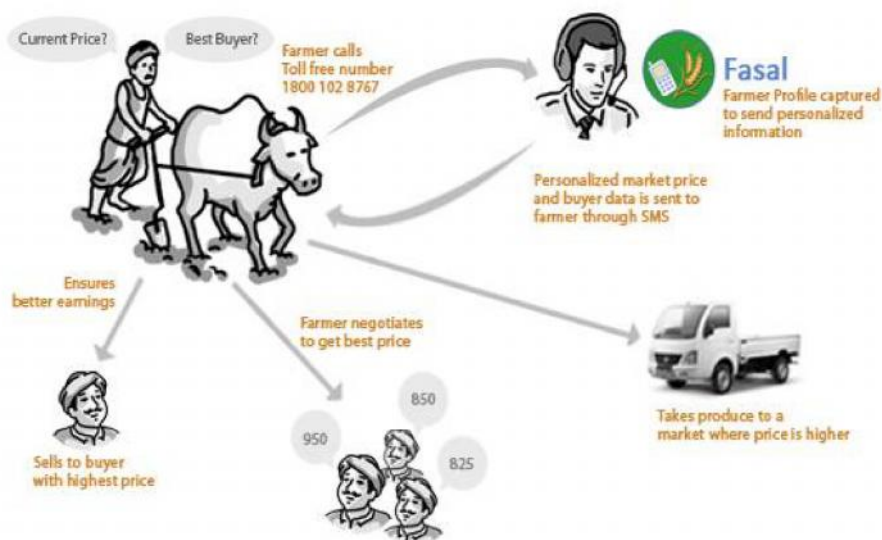 Current Price?
Best Buyer?
Farmer calls
Toll free number
1800 102 8767
Fasal
Farmer Profile captured
to send personalized
information
Personalized market price
and buyer data is sent to
farmer through SMS
Ensures
better earnings
Farmer negotiates
to get best price
Sells to buyer
with highest price
950
850
825
Takes produce to a
market where price is higher